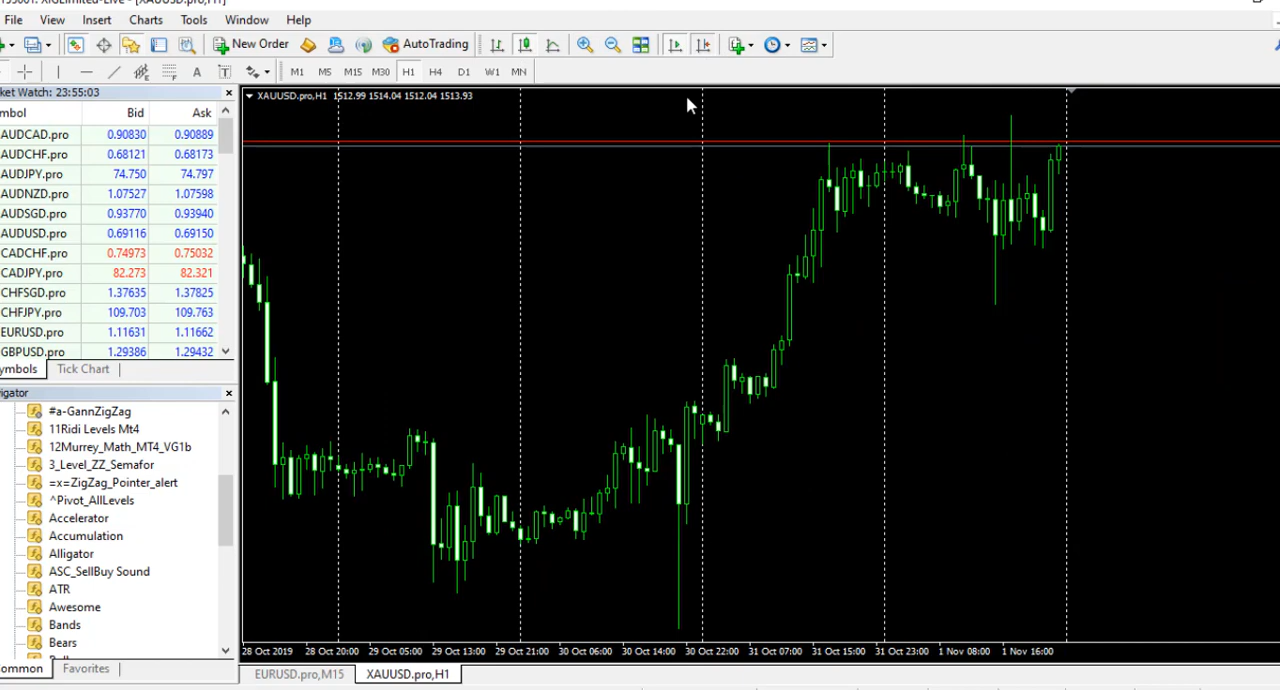 XIGLimited-Live - [XAUUSD.pro,H1]
File View Insert Charts Tools Window Help
New Order AutoTrading
A T M1 M5 M15 M30 H1 H4 D1 W1 MN
ket Watch: 23:55:03
mbol Bid Ask
AUDCAD.pro 0.90830 0.90889
AUDCHF.pro 0.68121 0.68173
AUDJPY.pro 74.750 74.797
AUDNZD.pro 1.07527 1.07598
AUDSGD.pro 0.93770 0.93940
AUDUSD.pro 0.69116 0.69150
CADCHF.pro 0.74973 0.75032
CADJPY.pro 82.273 82.321
CHFSGD.pro 1.37635 1.37825
CHFJPY.pro 109.703 109.763
EURUSD.pro 1.11631 1.11662
GBPUSD.pro 1.29386 1.29432
ymbols Tick Chart
igator
#a-GannZigZag
11Ridi Levels Mt4
12Murrey_Math_MT4_VG1b
3_Level_ZZ_Semafor
=x=ZigZag_Pointer_alert
^Pivot_AllLevels
Accelerator
Accumulation
Alligator
ASC_SellBuy Sound
ATR
Awesome
Bands
Bears
ommon Favorites
XAUUSD.pro,H1 1512.99 1514.04 1512.04 1513.93
28 Oct 2019 28 Oct 20:00 29 Oct 05:00 29 Oct 13:00 29 Oct 21:00 30 Oct 06:00 30 Oct 14:00 30 Oct 22:00 31 Oct 07:00 31 Oct 15:00 31 Oct 23:00 1 Nov 08:00 1 Nov 16:00
EURUSD.pro,M15 XAUUSD.pro,H1